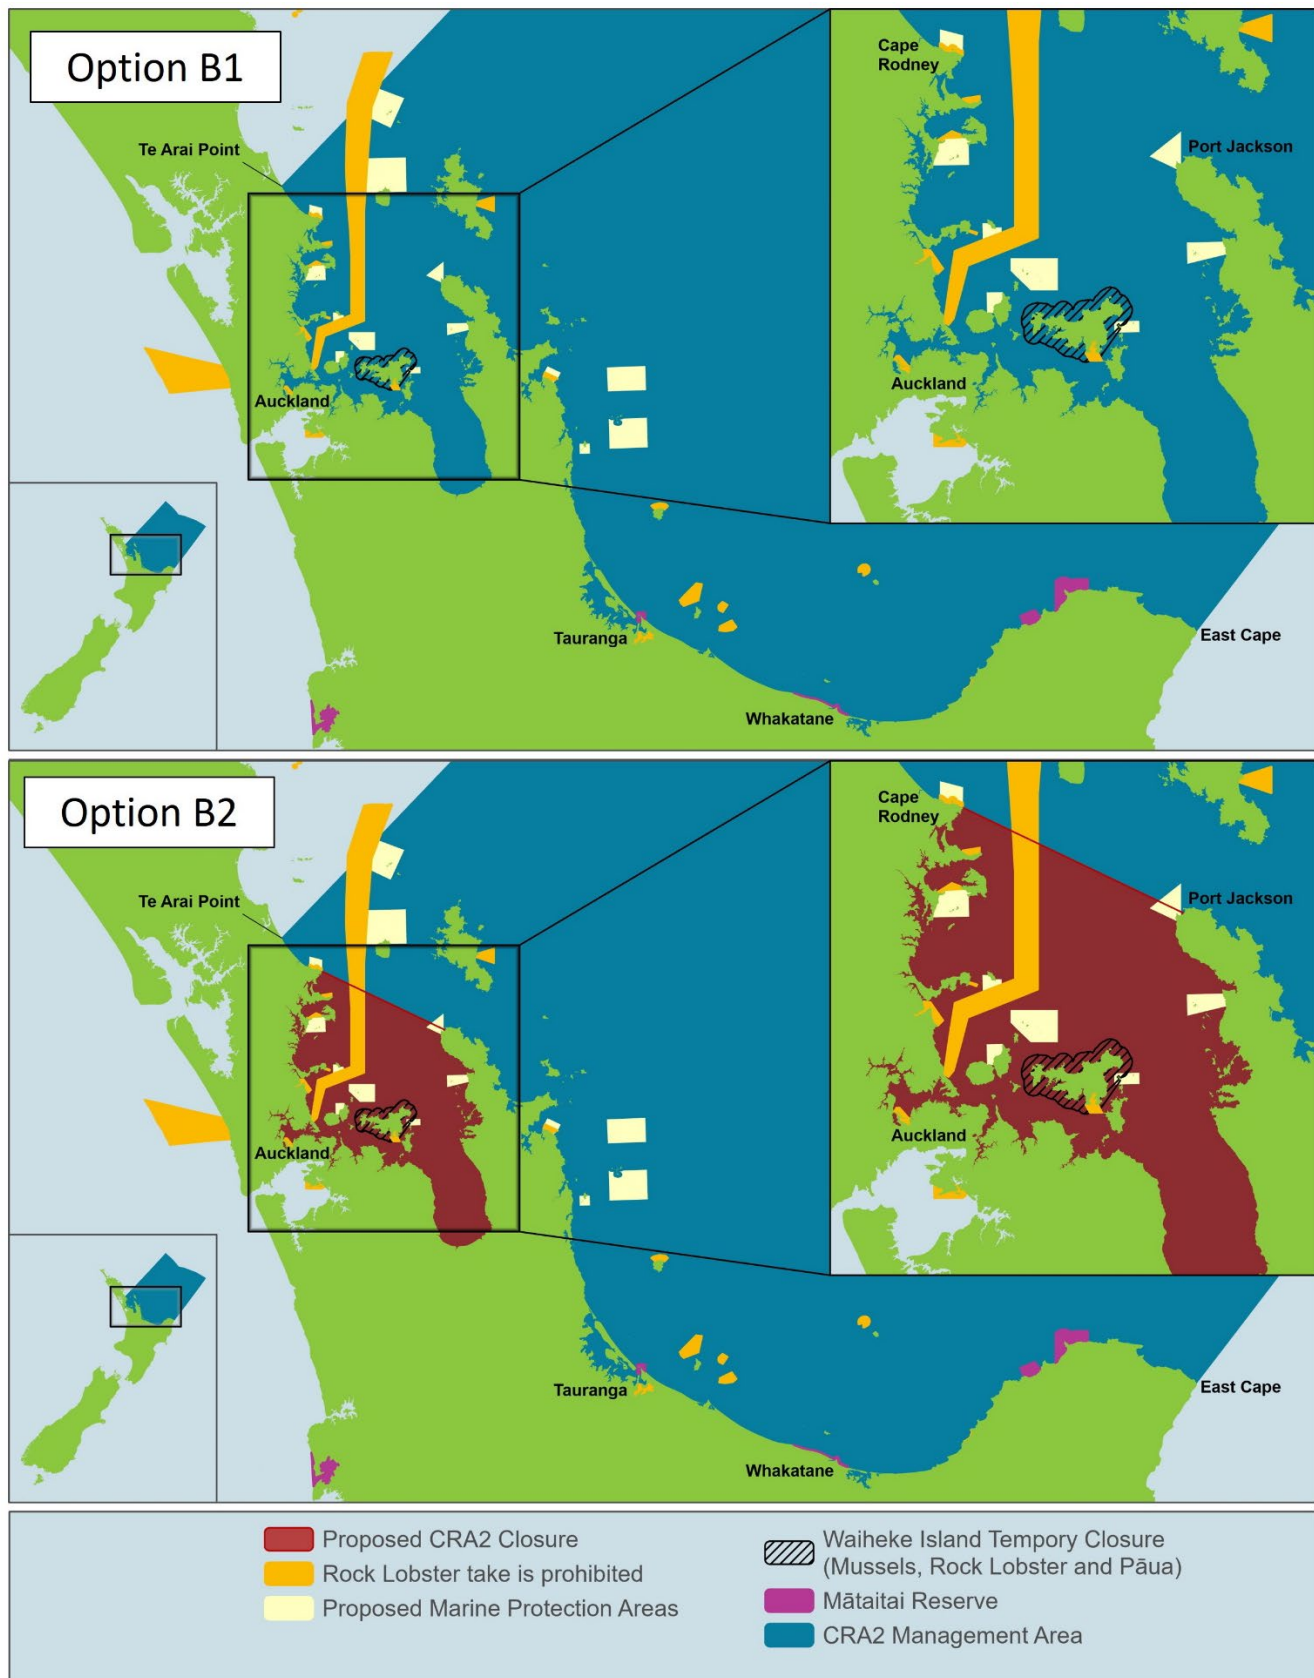 Option B1
Te Arai Point
Auckland
Cape
Rodney
Port Jackson
Auckland
Tauranga
Whakatane
East Cape
Option B2
Te Arai Point
Auckland
Cape
Rodney
Port Jackson
Auckland
Tauranga
Whakatane
East Cape
Proposed CRA2 Closure
Rock Lobster take is prohibited
Proposed Marine Protection Areas
Waiheke Island Tempory Closure
(Mussels, Rock Lobster and Pāua)
Mātaitai Reserve
CRA2 Management Area